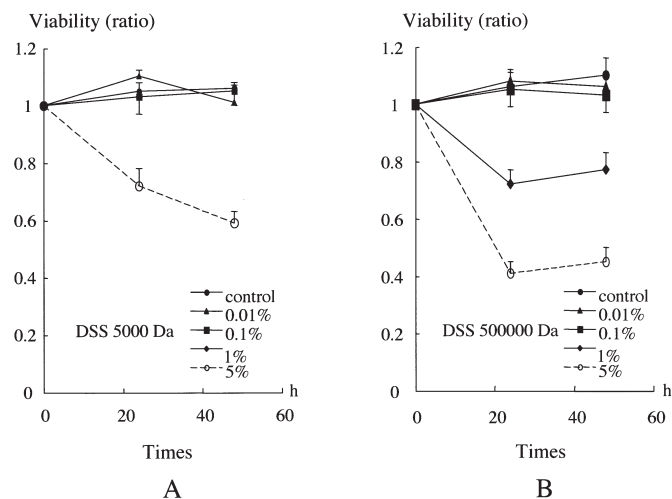 Viability (ratio)
1.2
1
0.8
0.6
0.4
0.2
0
0 20 40 60 h
DSS 5000 Da
control
0.01%
0.1%
1%
5%
Times
A
Viability (ratio)
1.2
1
0.8
0.6
0.4
0.2
0
0 20 40 60 h
DSS 500000 Da
control
0.01%
0.1%
1%
5%
Times
B